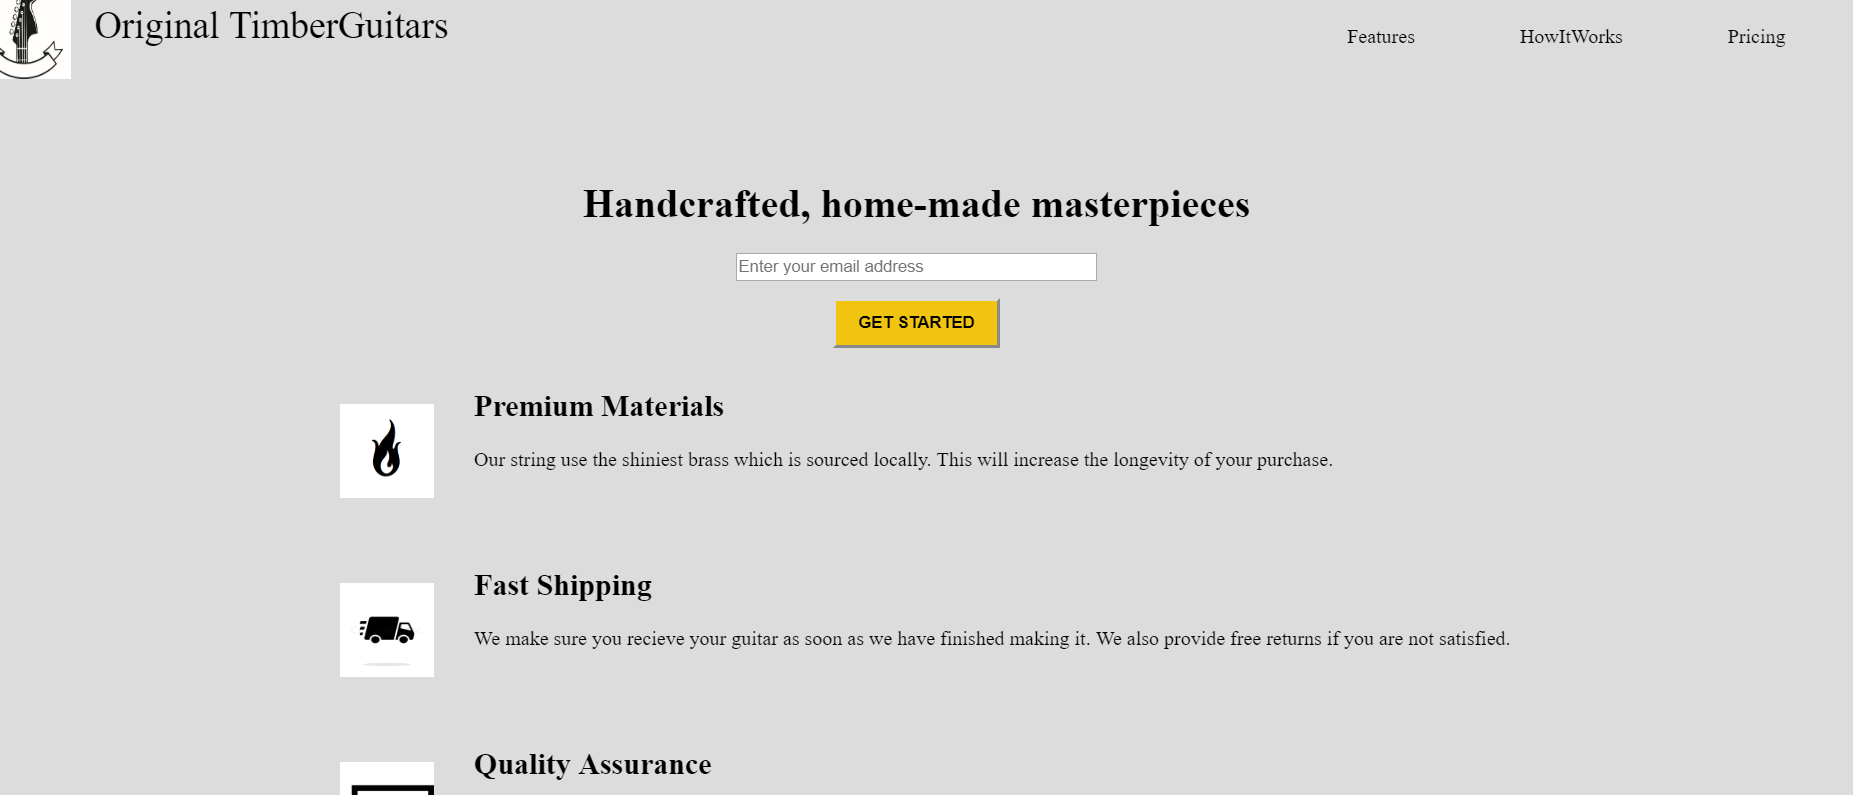 Original TimberGuitars
Features
HowItWorks
Pricing
Handcrafted, home-made masterpieces
Enter your email address
GET STARTED
Premium Materials
Our string use the shiniest brass which is sourced locally. This will increase the longevity of your purchase.
Fast Shipping
We make sure you recieve your guitar as soon as we have finished making it. We also provide free returns if you are not satisfied.
Quality Assurance